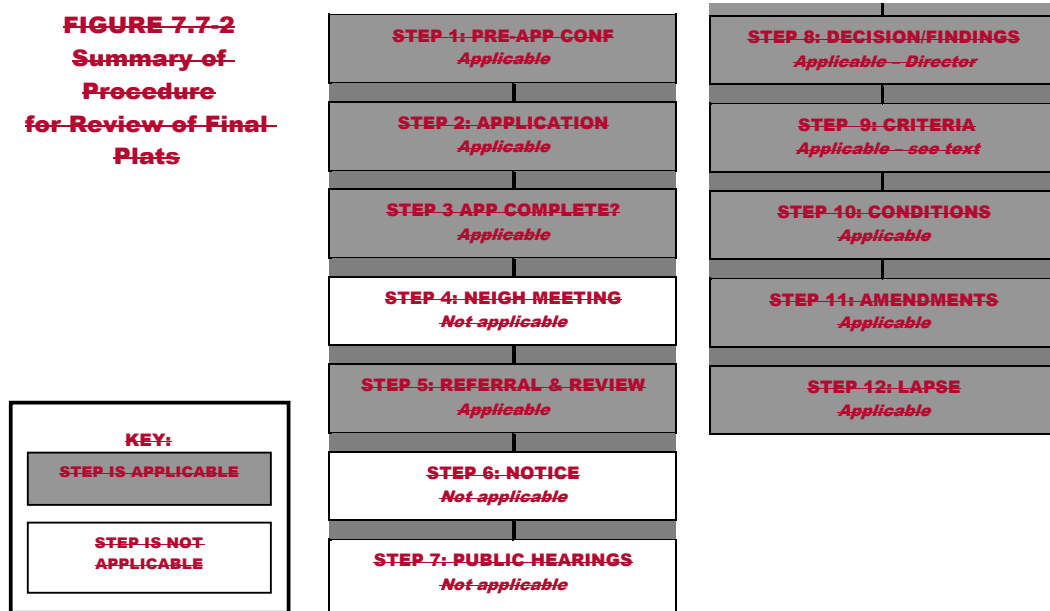 FIGURE 7.7-2
Summary of
Procedure
for Review of Final
Plats
KEY:
STEP IS APPLICABLE
STEP IS NOT
APPLICABLE
STEP 1: PRE-APP CONF
Applicable
STEP 2: APPLICATION
Applicable
STEP 3 APP COMPLETE?
Applicable
STEP 4: NEIGH MEETING
Not applicable
STEP 5: REFERRAL & REVIEW
Applicable
STEP 6: NOTICE
Not applicable
STEP 7: PUBLIC HEARINGS
Not applicable
STEP 8: DECISION/FINDINGS
Applicable – Director
STEP 9: CRITERIA
Applicable – see text
STEP 10: CONDITIONS
Applicable
STEP 11: AMENDMENTS
Applicable
STEP 12: LAPSE
Applicable